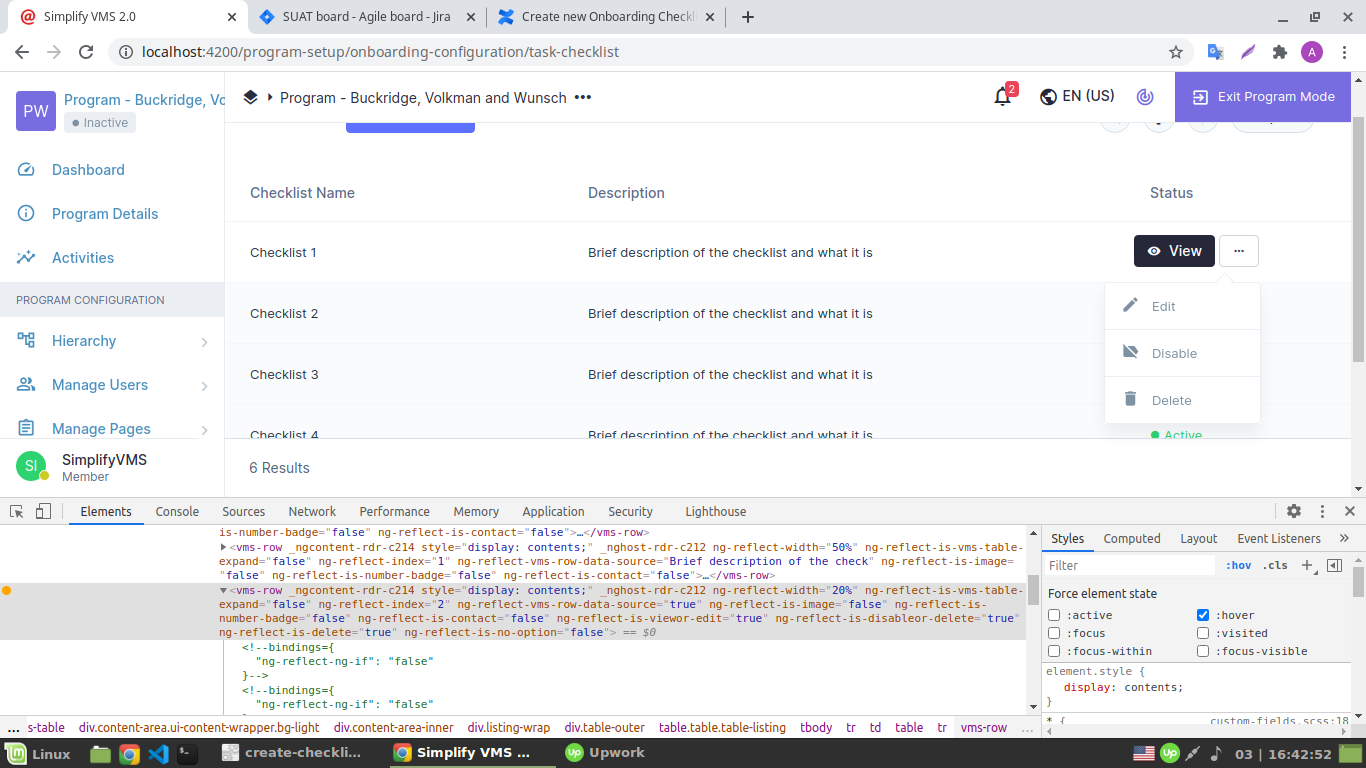 Simplify VMS 2.0
SUAT board - Agile board - Jira
Create new Onboarding Checkl
localhost:4200/program-setup/onboarding-configuration/task-checklist
A
PW
Program - Buckridge, Vo
Inactive
Program - Buckridge, Volkman and Wunsch •••
2
EN (US)
Exit Program Mode
Dashboard
Program Details
Activities
PROGRAM CONFIGURATION
Hierarchy
Manage Users
Manage Pages
SI
SimplifyVMS
Member
Checklist Name
Description
Status
Checklist 1
Brief description of the checklist and what it is
View
Checklist 2
Brief description of the checklist and what it is
Checklist 3
Brief description of the checklist and what it is
Checklist 4
Brief description of the checklist and what it is
Active
Edit
Disable
Delete
6 Results
Elements
Console
Sources
Network
Performance
Memory
Application
Security
Lighthouse
is-number-badge="false" ng-reflect-is-contact="false">…</vms-row>
<vms-row _ngcontent-rdr-c214 style="display: contents;" _nghost-rdr-c212 ng-reflect-width="50%" ng-reflect-is-vms-table-
expand="false" ng-reflect-index="1" ng-reflect-vms-row-data-source="Brief description of the check" ng-reflect-is-image=
"false" ng-reflect-is-number-badge="false" ng-reflect-is-contact="false">…</vms-row>
<vms-row _ngcontent-rdr-c214 style="display: contents;" _nghost-rdr-c212 ng-reflect-width="20%" ng-reflect-is-vms-table-
expand="false" ng-reflect-index="2" ng-reflect-vms-row-data-source="true" ng-reflect-is-image="false" ng-reflect-is-
number-badge="false" ng-reflect-is-contact="false" ng-reflect-is-viewor-edit="true" ng-reflect-is-disableor-delete="true"
ng-reflect-is-delete="true" ng-reflect-is-no-option="false"> == $0
<!--bindings={
"ng-reflect-ng-if": "false"
}-->
<!--bindings={
"ng-reflect-ng-if": "false"
Styles
Computed
Layout
Event Listeners
»
Filter
:hov
.cls
Force element state
:active
:hover
:focus
:visited
:focus-within
:focus-visible
element.style {
display: contents;
}
* {
custom-fields.scss:18
... s-table div.content-area.ui-content-wrapper.bg-light div.content-area-inner div.listing-wrap div.table-outer table.table.table-listing tbody tr td table tr vms-row ...
Linux
create-checkli...
Simplify VMS ...
Up
Upwork
Up
03 | 16:42:52